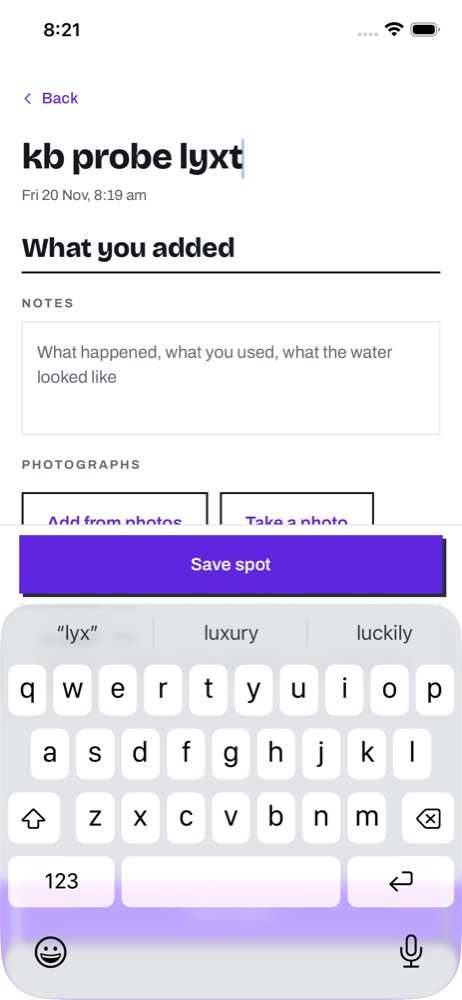 8:21
Back
kb probe lyxt
Fri 20 Nov, 8:19 am
What you added
NOTES
What happened, what you used, what the water
looked like
PHOTOGRAPHS
Add from photos Take a photo
Save spot
“lyx” luxury luckily
q w e r t y u i o p
a s d f g h j k l
z x c v b n m
123